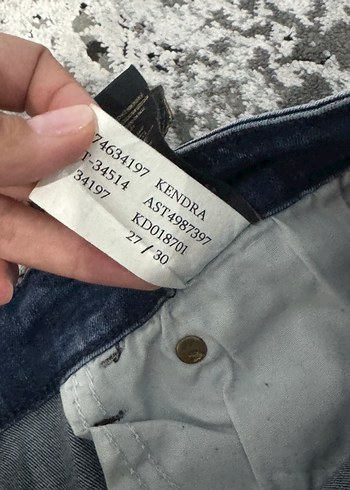 74634197 KENDRA
T-34514 AST4987397
34197 KD018701
27 / 30